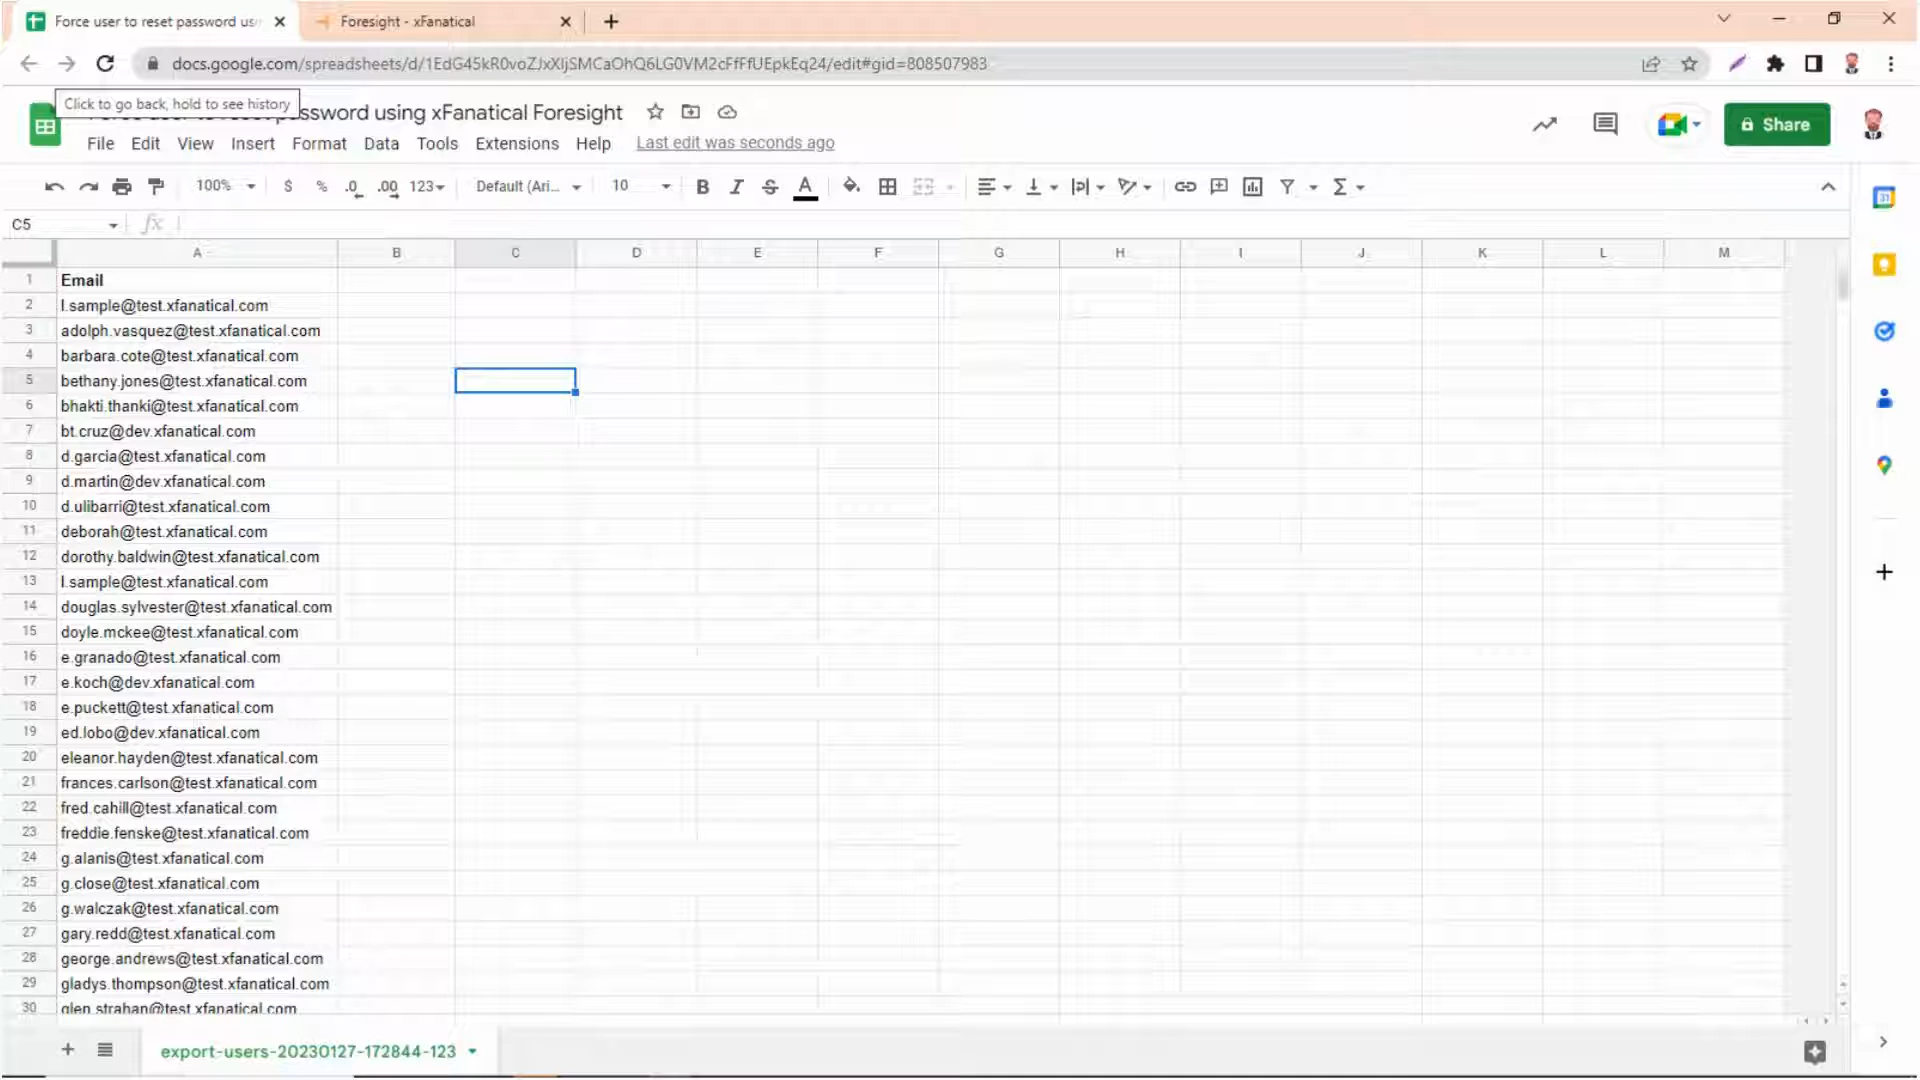 Force user to reset password us
Foresight - xFanatical
docs.google.com/spreadsheets/d/1EdG45kR0voZJxXIjSMCaOhQ6LG0VM2cFfFfUEpkEq24/edit#gid=808507983
Click to go back, hold to see history
password using xFanatical Foresight
Share
File Edit View Insert Format Data Tools Extensions Help Last edit was seconds ago
100% $ % .0 .00 123 Default (Ari... 10 B I S A
31
C5 fx
A B C D E F G H I J K L M
1 Email
2 l.sample@test.xfanatical.com
3 adolph.vasquez@test.xfanatical.com
4 barbara.cote@test.xfanatical.com
5 bethany.jones@test.xfanatical.com
6 bhakti.thanki@test.xfanatical.com
7 bt.cruz@dev.xfanatical.com
8 d.garcia@test.xfanatical.com
9 d.martin@dev.xfanatical.com
10 d.ulibarri@test.xfanatical.com
11 deborah@test.xfanatical.com
12 dorothy.baldwin@test.xfanatical.com
13 l.sample@test.xfanatical.com
14 douglas.sylvester@test.xfanatical.com
15 doyle.mckee@test.xfanatical.com
16 e.granado@test.xfanatical.com
17 e.koch@dev.xfanatical.com
18 e.puckett@test.xfanatical.com
19 ed.lobo@dev.xfanatical.com
20 eleanor.hayden@test.xfanatical.com
21 frances.carlson@test.xfanatical.com
22 fred.cahill@test.xfanatical.com
23 freddie.fenske@test.xfanatical.com
24 g.alanis@test.xfanatical.com
25 g.close@test.xfanatical.com
26 g.walczak@test.xfanatical.com
27 gary.redd@test.xfanatical.com
28 george.andrews@test.xfanatical.com
29 gladys.thompson@test.xfanatical.com
30 glen.strahan@test.xfanatical.com
export-users-20230127-172844-123